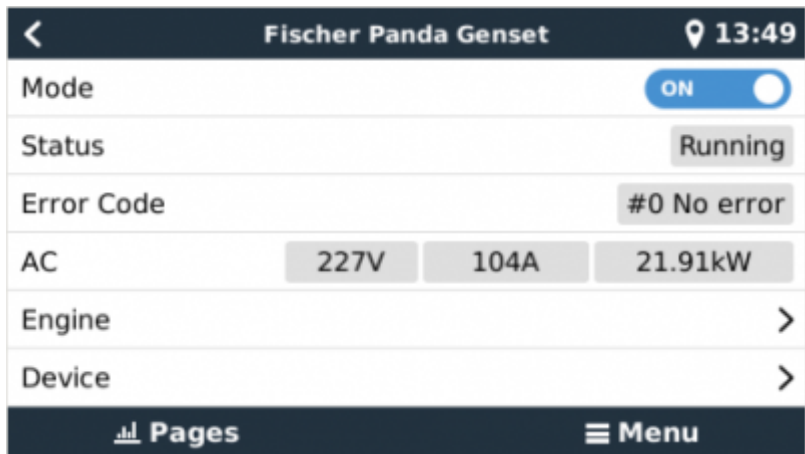 Fischer Panda Genset 13:49
Mode ON
Status Running
Error Code #0 No error
AC 227V 104A 21.91kW
Engine
Device
Pages Menu